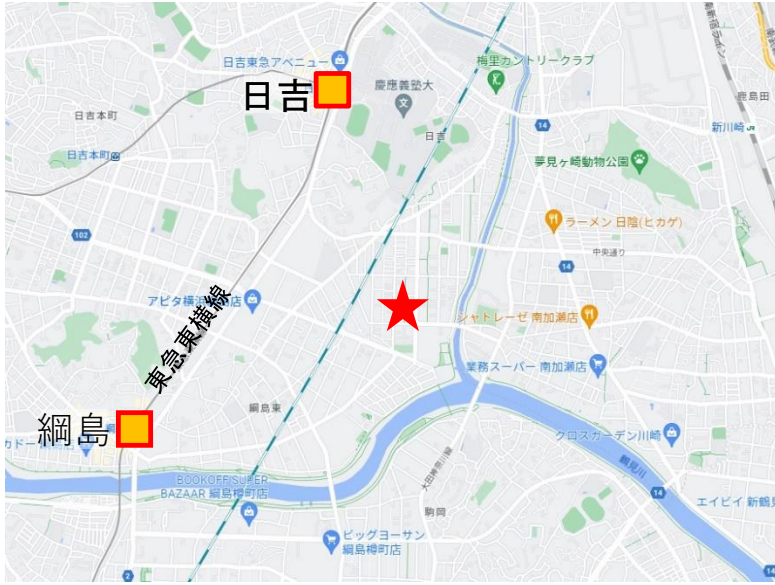 日吉東急アベニュー
日吉
慶應義塾大
梅里カントリークラブ
鹿島田
日吉本町
日吉
14
新川崎
日吉本町
夢見ヶ崎動物公園
ラーメン 日陰(ヒカゲ)
102
中央通り
14
アピタ横浜
店
東急東横線
シャトレーゼ 南加瀬店
業務スーパー 南加瀬店
綱島東
綱島
カドー
クロスガーデン川崎
鶴見川
BOOKOFF SUPER
BAZAAR 綱島樽町店
14
エイビイ 新鶴見
駒岡
ビッグヨーサン
綱島樽町店
2
14